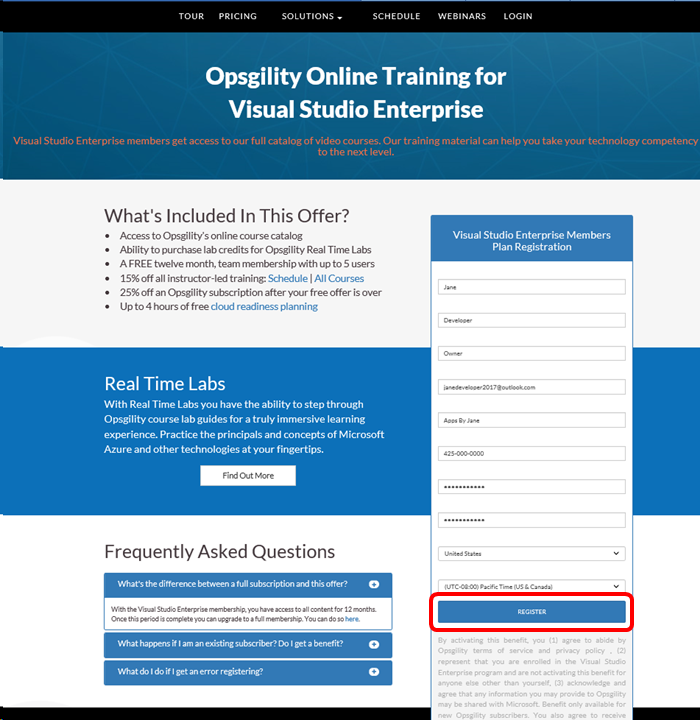 TOUR PRICING SOLUTIONS SCHEDULE WEBINARS LOGIN
Opsgility Online Training for
Visual Studio Enterprise
Visual Studio Enterprise members get access to our full catalog of video courses. Our training material can help you take your technology competency
to the next level.
What's Included In This Offer?
• Access to Opsgility's online course catalog
• Ability to purchase lab credits for Opsgility Real Time Labs
• A FREE twelve month, team membership with up to 5 users
• 15% off all instructor-led training: Schedule | All Courses
• 25% off an Opsgility subscription after your free offer is over
• Up to 4 hours of free cloud readiness planning
Real Time Labs
With Real Time Labs you have the ability to step through
Opsgility course lab guides for a truly immersive learning
experience. Practice the principals and concepts of Microsoft
Azure and other technologies at your fingertips.
Find Out More
Frequently Asked Questions
What's the difference between a full subscription and this offer?
With the Visual Studio Enterprise membership, you have access to all content for 12 months.
Once this period is complete you can upgrade to a full membership. You can do so here.
What happens if I am an existing subscriber? Do I get a benefit?
What do I do if I get an error registering?
Visual Studio Enterprise Members
Plan Registration
Jane
Developer
Owner
janedeveloper2017@outlook.com
Apps By Jane
425-000-0000
•••••••••••
•••••••••••
United States
(UTC-08:00) Pacific Time (US & Canada)
REGISTER
By activating this benefit, you (1) agree to abide by
Opsgility terms of service and privacy policy , (2)
represent that you are enrolled in the Visual Studio
Enterprise program and are not activating this benefit for
anyone else other than yourself, (3) acknowledge and
agree that any information you may provide to Opsgility
may be shared with Microsoft. Benefit only available for
new Opsgility subscribers. You also agree to receive